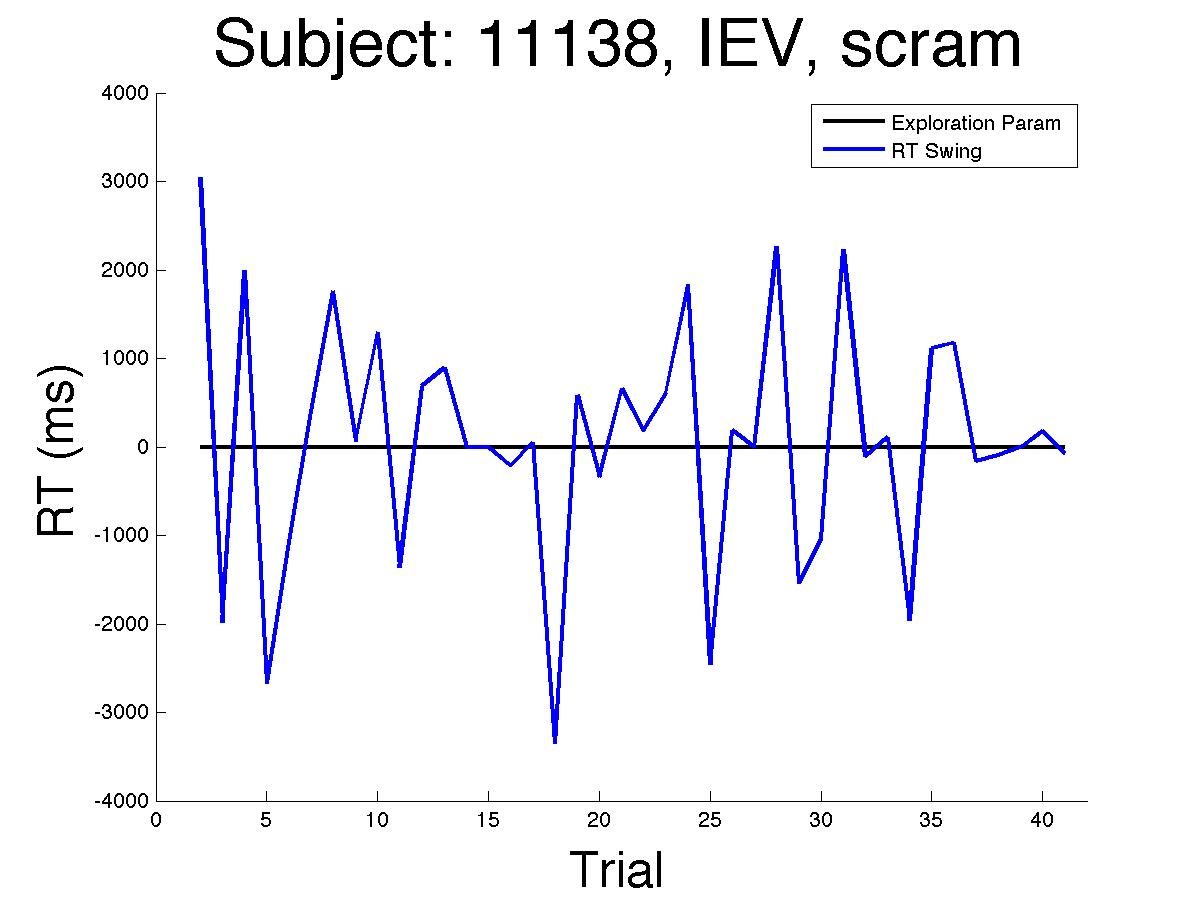 Subject: 11138, IEV, scram
Exploration Param
RT Swing
4000
3000
2000
1000
0
-1000
-2000
-3000
-4000
RT (ms)
0 5 10 15 20 25 30 35 40
Trial